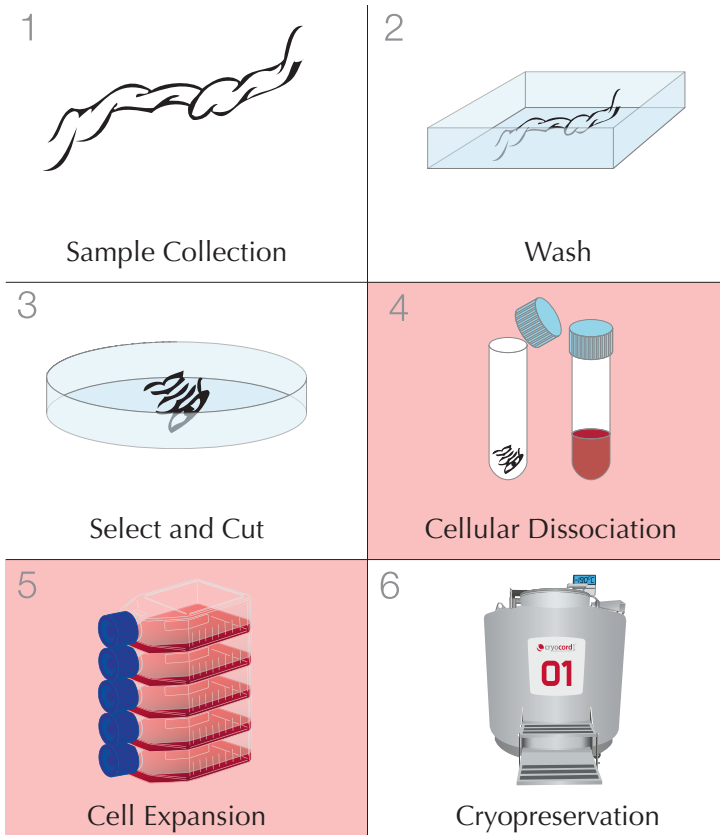 1
Sample Collection
2
Wash
3
Select and Cut
4
Cellular Dissociation
5
Cell Expansion
6
-190°C
cryocord
01
Cryopreservation